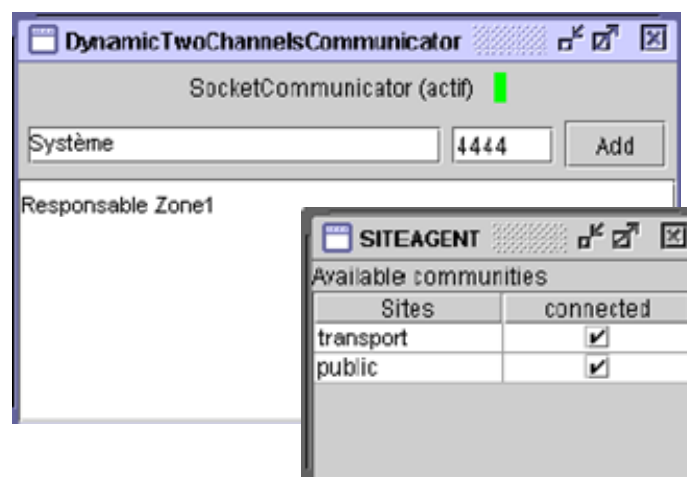 DynamicTwoChannelsCommunicator
SocketCommunicator (actif)
Système 4444 Add
Responsable Zone1
SITEAGENT
Available communities
Sites connected
transport
public